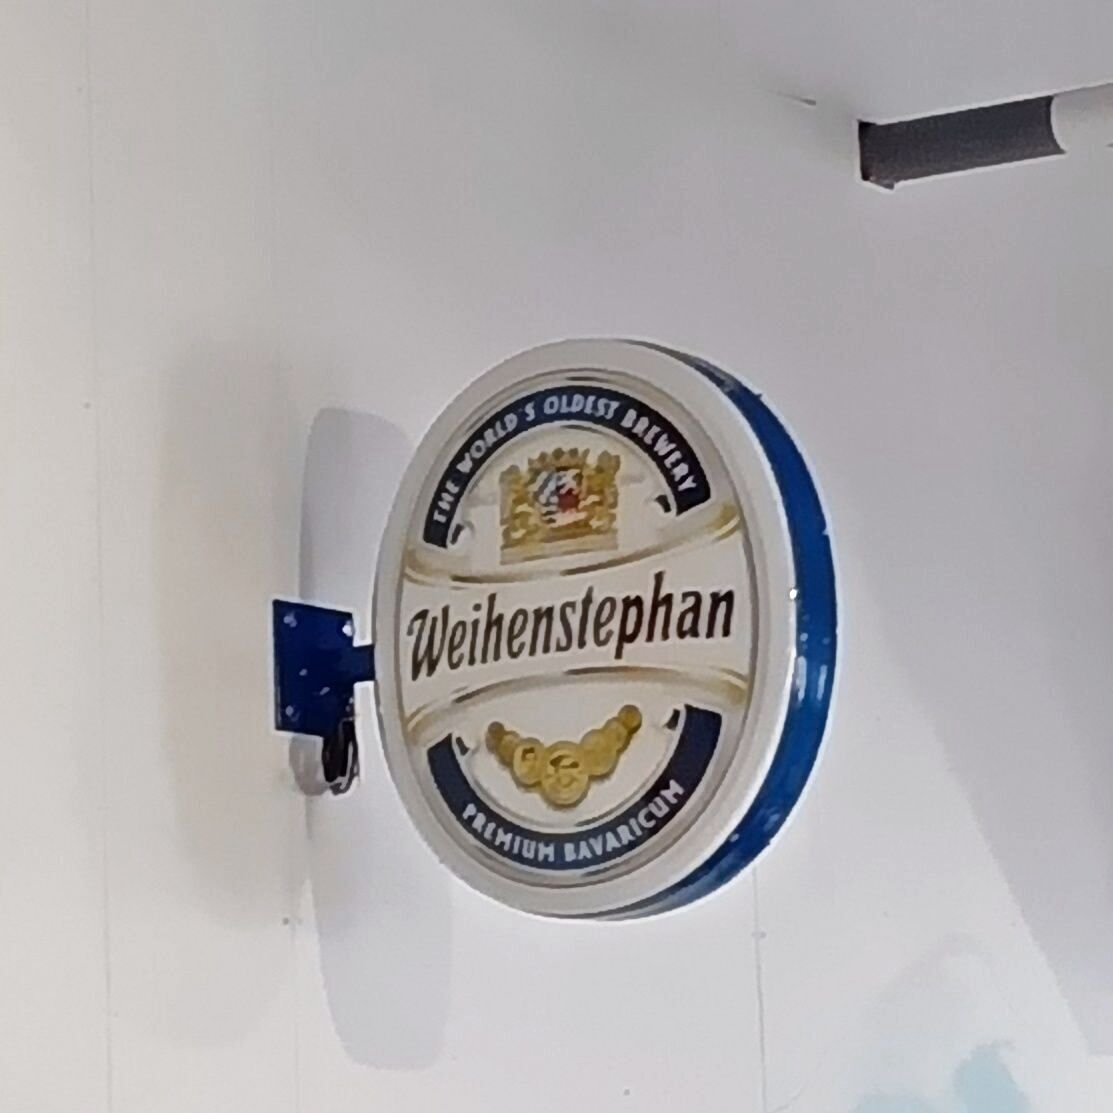 THE WORLD'S OLDEST BREWERY
Weihenstephan
PREMIUM BAVARICUM